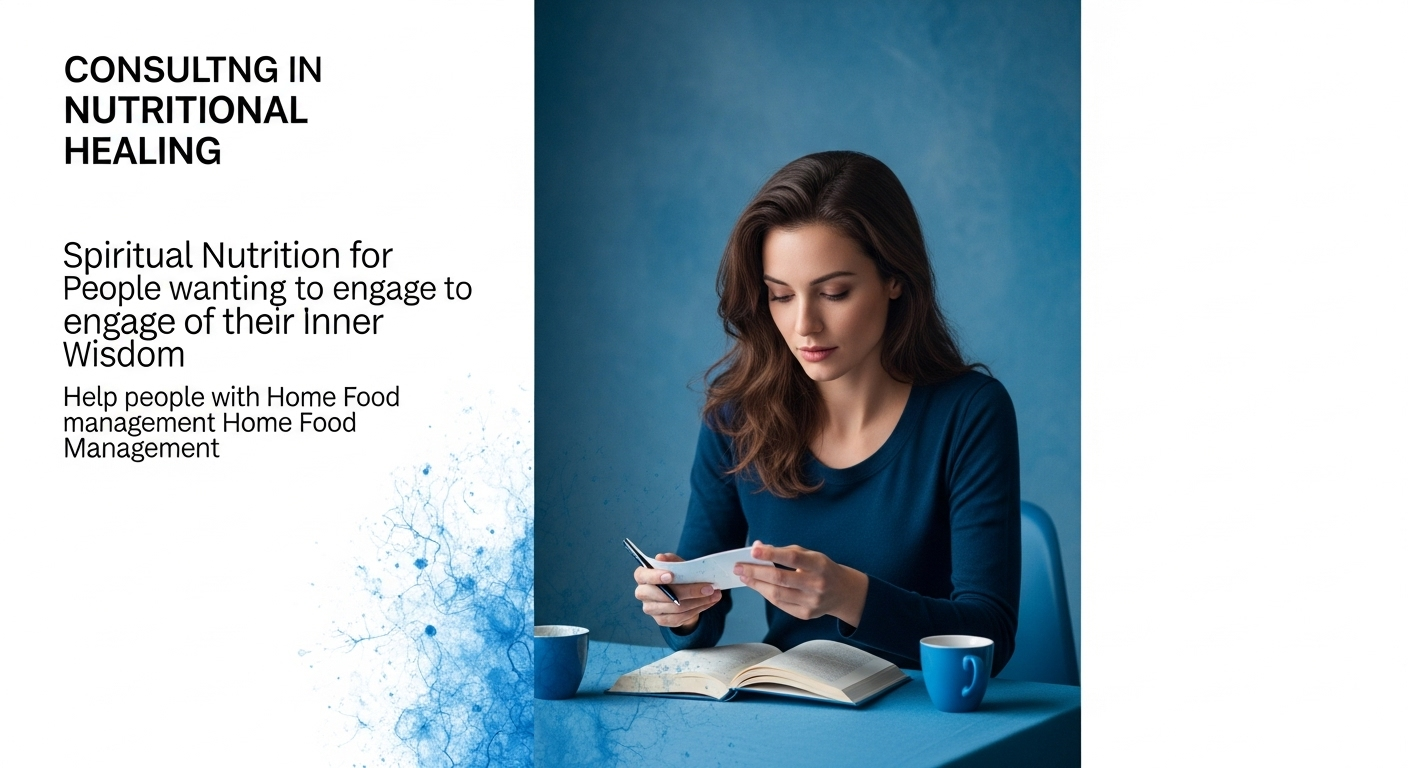 CONSULTNG IN
NUTRITIONAL
HEALING
Spiritual Nutrition for
People wanting to engage to
engage of their Inner
Wisdom
Help people with Home Food
management Home Food
Management